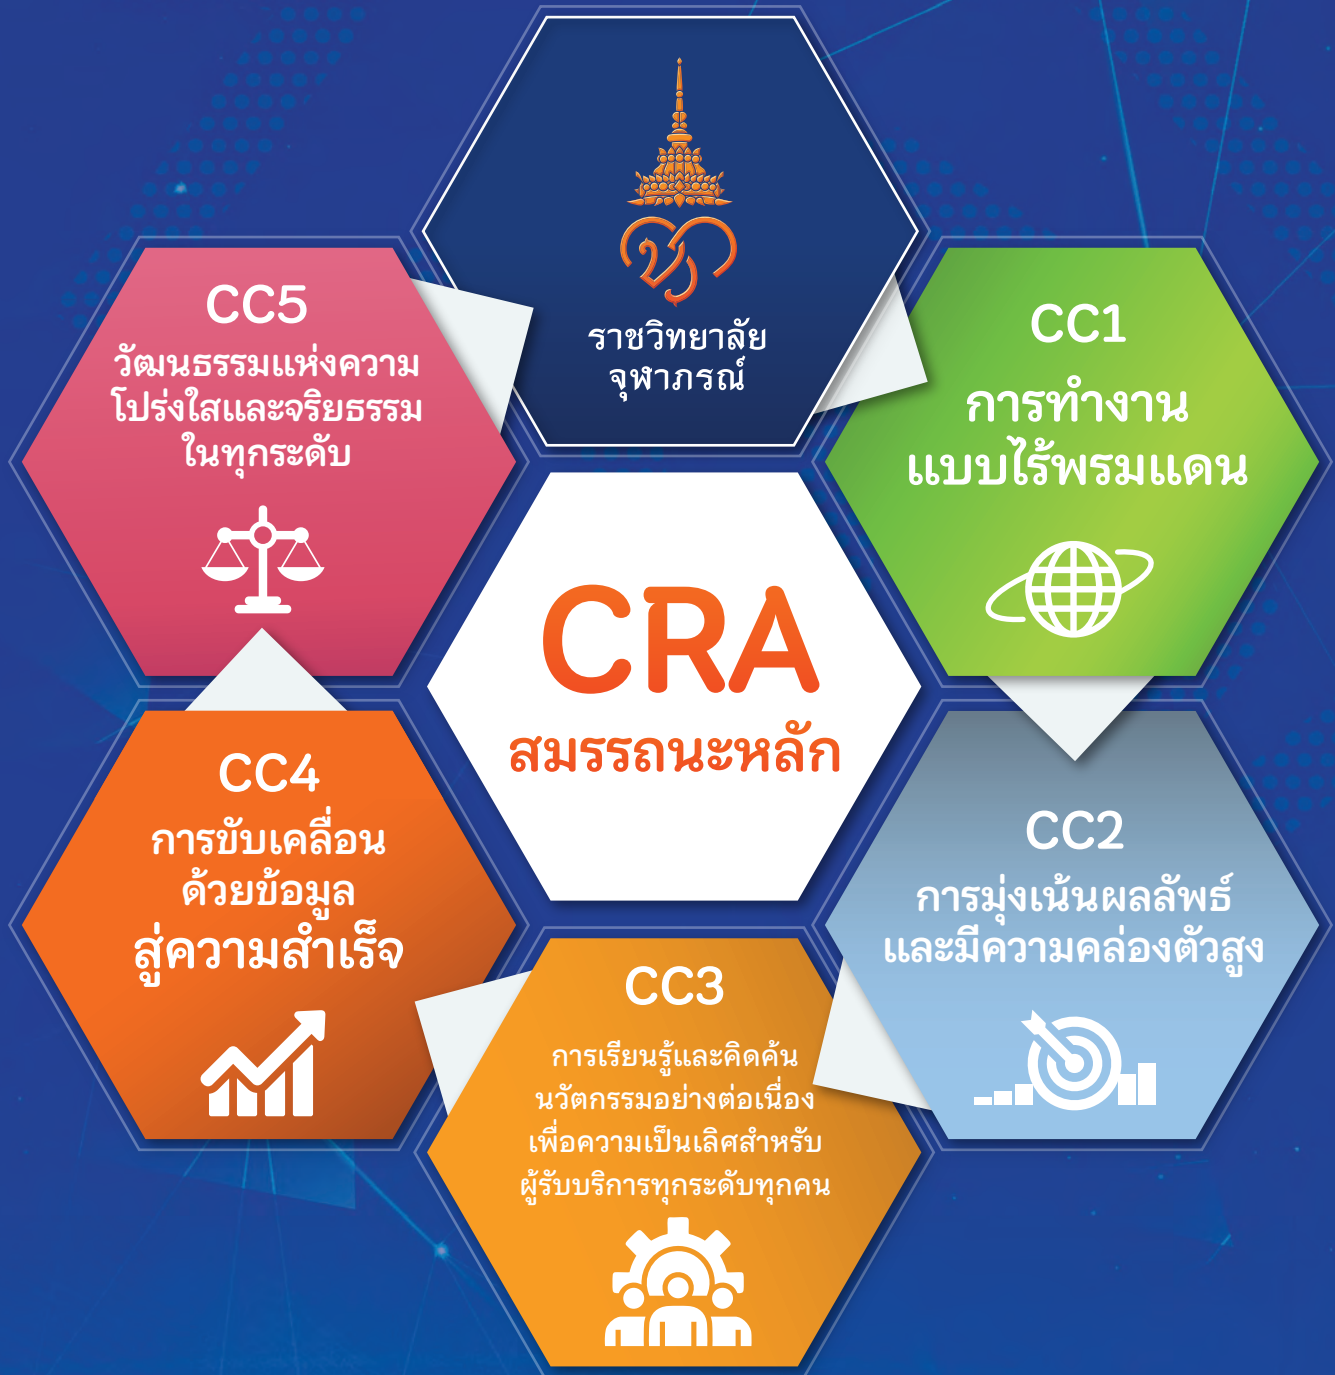 ราชวิทยาลัย
จุฬาภรณ์
CC1
การทำงาน
แบบไร้พรมแดน
CC2
การมุ่งเน้นผลลัพธ์
และมีความคล่องตัวสูง
CC3
การเรียนรู้และคิดค้น
นวัตกรรมอย่างต่อเนื่อง
เพื่อความเป็นเลิศสำหรับ
ผู้รับบริการทุกระดับทุกคน
CC4
การขับเคลื่อน
ด้วยข้อมูล
สู่ความสำเร็จ
CC5
วัฒนธรรมแห่งความ
โปร่งใสและจริยธรรม
ในทุกระดับ
CRA
สมรรถนะหลัก